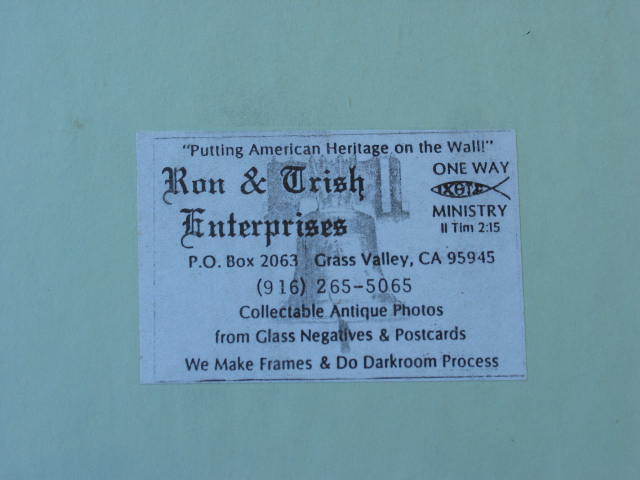 "Putting American Heritage on the Wall!"
Ron & Trish
Enterprises
ONE WAY
ΙΧΘΥΣ
MINISTRY
II Tim 2:15
P.O. Box 2063 Grass Valley, CA 95945
(916) 265-5065
Collectable Antique Photos
from Glass Negatives & Postcards
We Make Frames & Do Darkroom Process